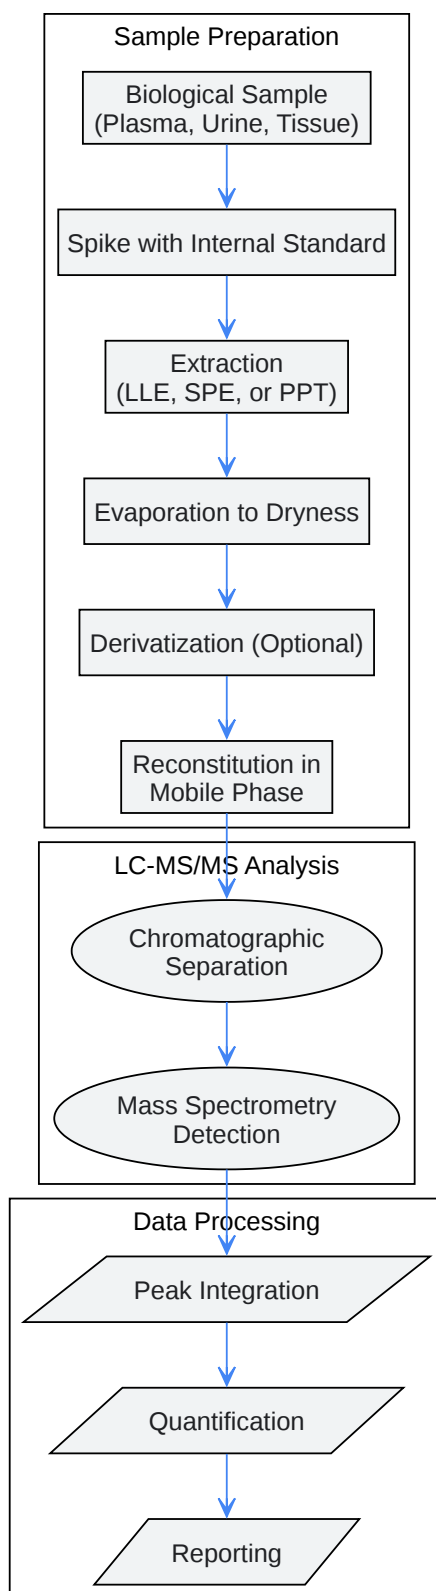 Sample Preparation
Biological Sample
(Plasma, Urine, Tissue)
Spike with Internal Standard
Extraction
(LLE, SPE, or PPT)
Evaporation to Dryness
Derivatization (Optional)
Reconstitution in
Mobile Phase
LC-MS/MS Analysis
Chromatographic
Separation
Mass Spectrometry
Detection
Data Processing
Peak Integration
Quantification
Reporting